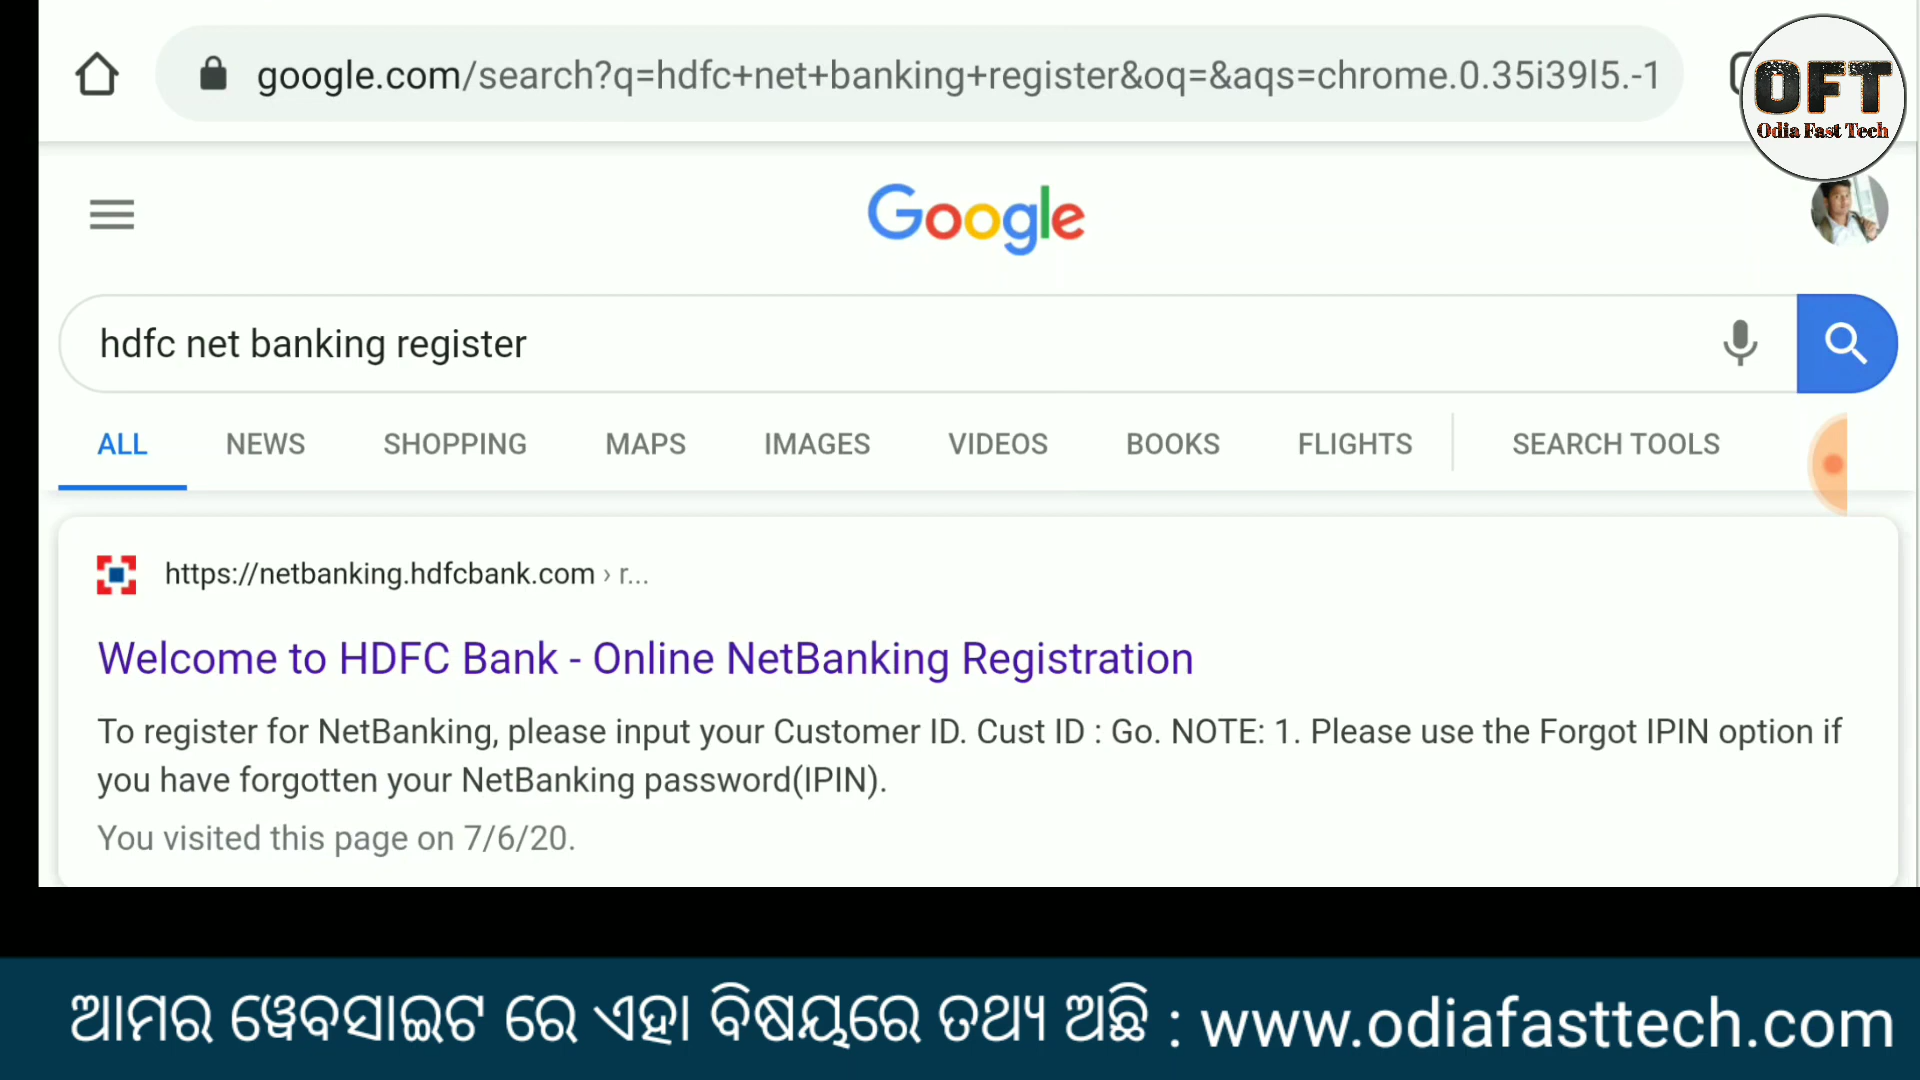 google.com/search?q=hdfc+net+banking+register&oq=&aqs=chrome.0.35i39l5.-1
OFT
Odia Fast Tech
Google
hdfc net banking register
ALL NEWS SHOPPING MAPS IMAGES VIDEOS BOOKS FLIGHTS SEARCH TOOLS
https://netbanking.hdfcbank.com › r...
Welcome to HDFC Bank - Online NetBanking Registration
To register for NetBanking, please input your Customer ID. Cust ID : Go. NOTE: 1. Please use the Forgot IPIN option if
you have forgotten your NetBanking password(IPIN).
You visited this page on 7/6/20.
ଆମର ୱେବସାଇଟ ରେ ଏହା ବିଷୟରେ ତଥ୍ୟ ଅଛି : www.odiafasttech.com